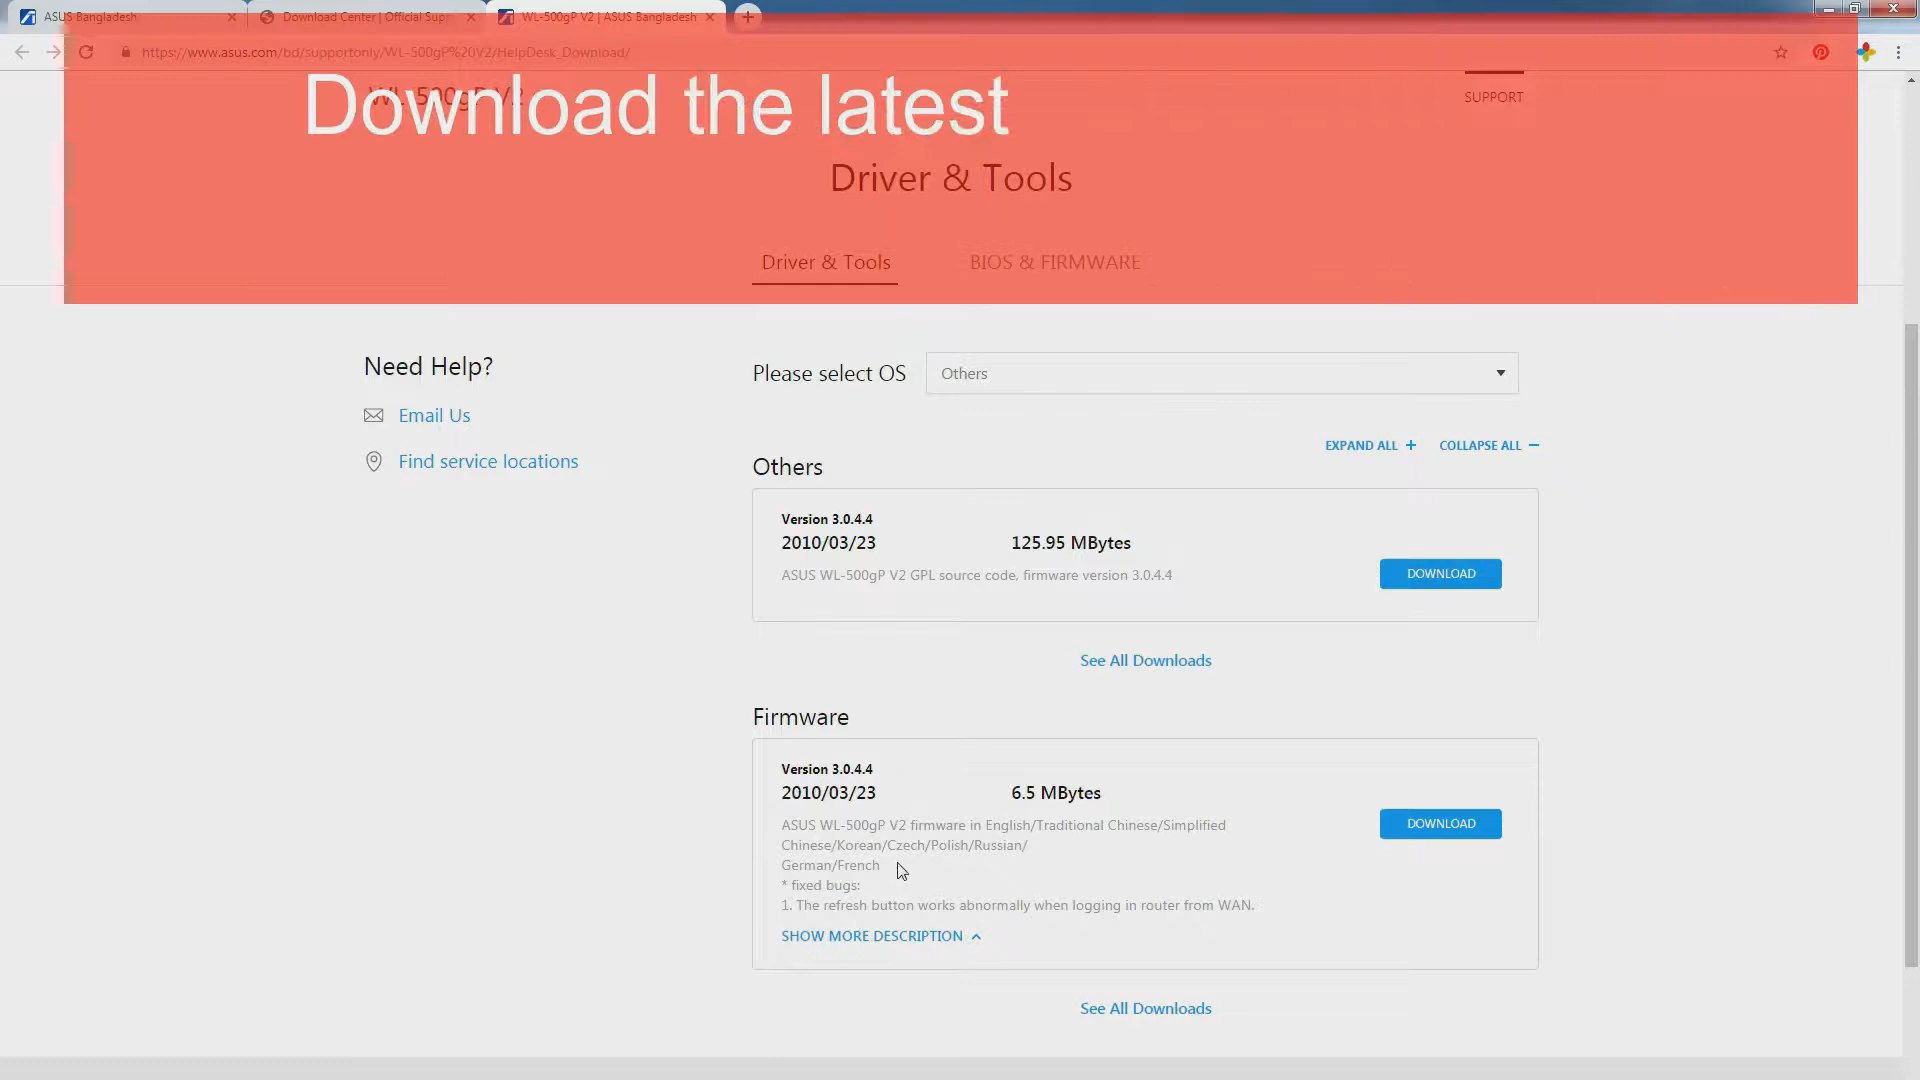 ASUS Bangladesh
Download Center | Official Supp
WL-500gP V2 | ASUS Bangladesh
https://www.asus.com/bd/supportonly/WL-500gP%20V2/HelpDesk_Download/
WL-500gP V2
Download the latest
SUPPORT
Driver & Tools
Driver & Tools
BIOS & FIRMWARE
Need Help?
Email Us
Find service locations
Please select OS
Others
EXPAND ALL +
COLLAPSE ALL −
Others
Version 3.0.4.4
2010/03/23
125.95 MBytes
ASUS WL-500gP V2 GPL source code, firmware version 3.0.4.4
DOWNLOAD
See All Downloads
Firmware
Version 3.0.4.4
2010/03/23
6.5 MBytes
ASUS WL-500gP V2 firmware in English/Traditional Chinese/Simplified
Chinese/Korean/Czech/Polish/Russian/
German/French
* fixed bugs:
1. The refresh button works abnormally when logging in router from WAN.
DOWNLOAD
SHOW MORE DESCRIPTION
See All Downloads